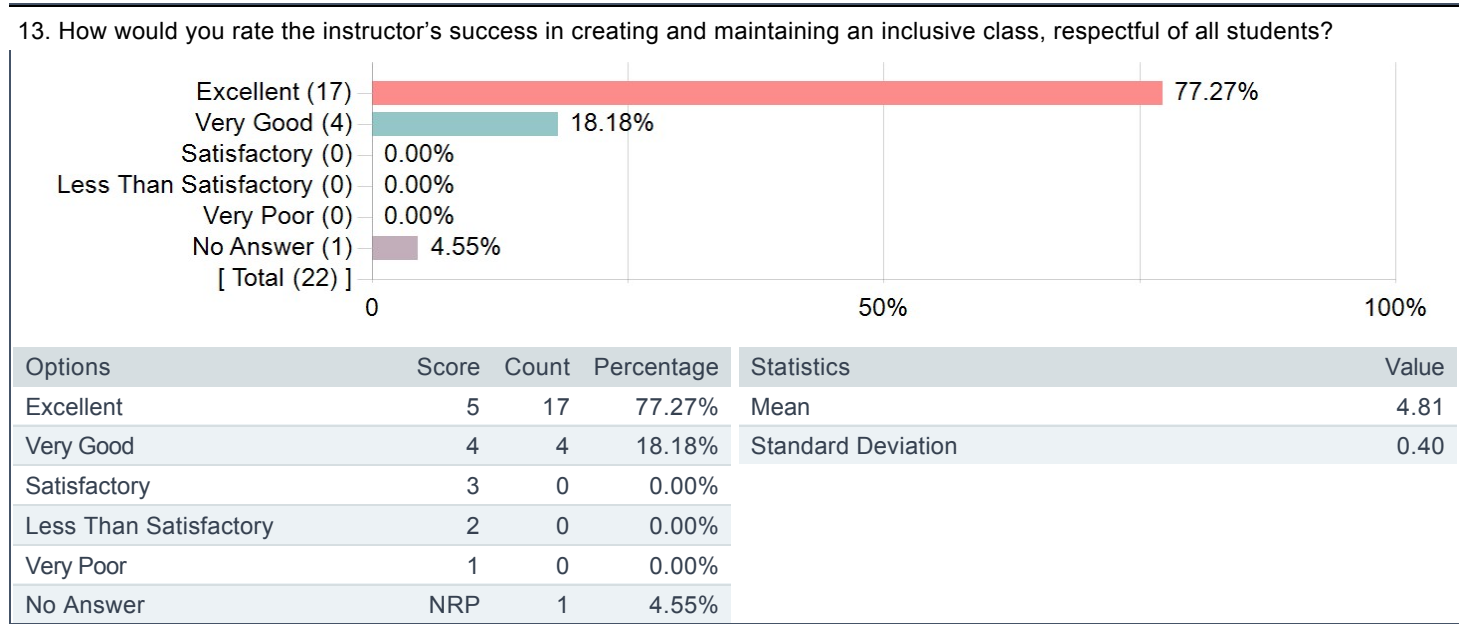 13. How would you rate the instructor’s success in creating and maintaining an inclusive class, respectful of all students?
Excellent (17) 77.27%
Very Good (4) 18.18%
Satisfactory (0) 0.00%
Less Than Satisfactory (0) 0.00%
Very Poor (0) 0.00%
No Answer (1) 4.55%
[ Total (22) ]
0 50% 100%
Options Score Count Percentage Statistics Value
Excellent 5 17 77.27% Mean 4.81
Very Good 4 4 18.18% Standard Deviation 0.40
Satisfactory 3 0 0.00%
Less Than Satisfactory 2 0 0.00%
Very Poor 1 0 0.00%
No Answer NRP 1 4.55%